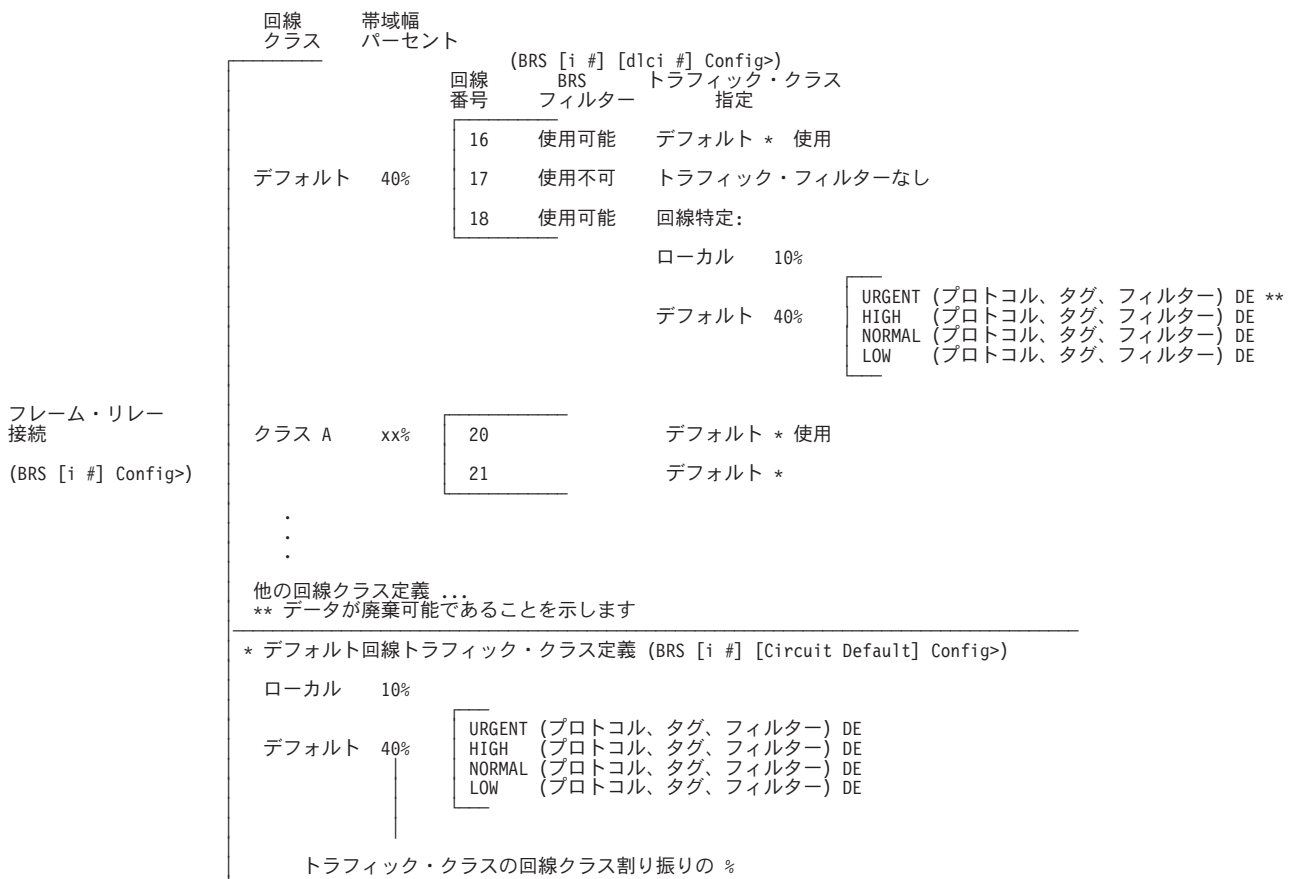 回線 帯域幅
クラス パーセント
(BRS [i #] [dlci #] Config>)
回線 BRS トラフィック・クラス
番号 フィルター 指定
16 使用可能 デフォルト * 使用
デフォルト 40% 17 使用不可 トラフィック・フィルターなし
18 使用可能 回線特定:
ローカル 10%
URGENT (プロトコル、タグ、フィルター) DE **
デフォルト 40% HIGH (プロトコル、タグ、フィルター) DE
NORMAL (プロトコル、タグ、フィルター) DE
LOW (プロトコル、タグ、フィルター) DE
フレーム・リレー
接続 クラス A xx% 20 デフォルト * 使用
(BRS [i #] Config>) 21 デフォルト *
.
.
.
他の回線クラス定義 ...
** データが廃棄可能であることを示します
* デフォルト回線トラフィック・クラス定義 (BRS [i #] [Circuit Default] Config>)
ローカル 10%
URGENT (プロトコル、タグ、フィルター) DE
デフォルト 40% HIGH (プロトコル、タグ、フィルター) DE
NORMAL (プロトコル、タグ、フィルター) DE
LOW (プロトコル、タグ、フィルター) DE
トラフィック・クラスの回線クラス割り振りの %